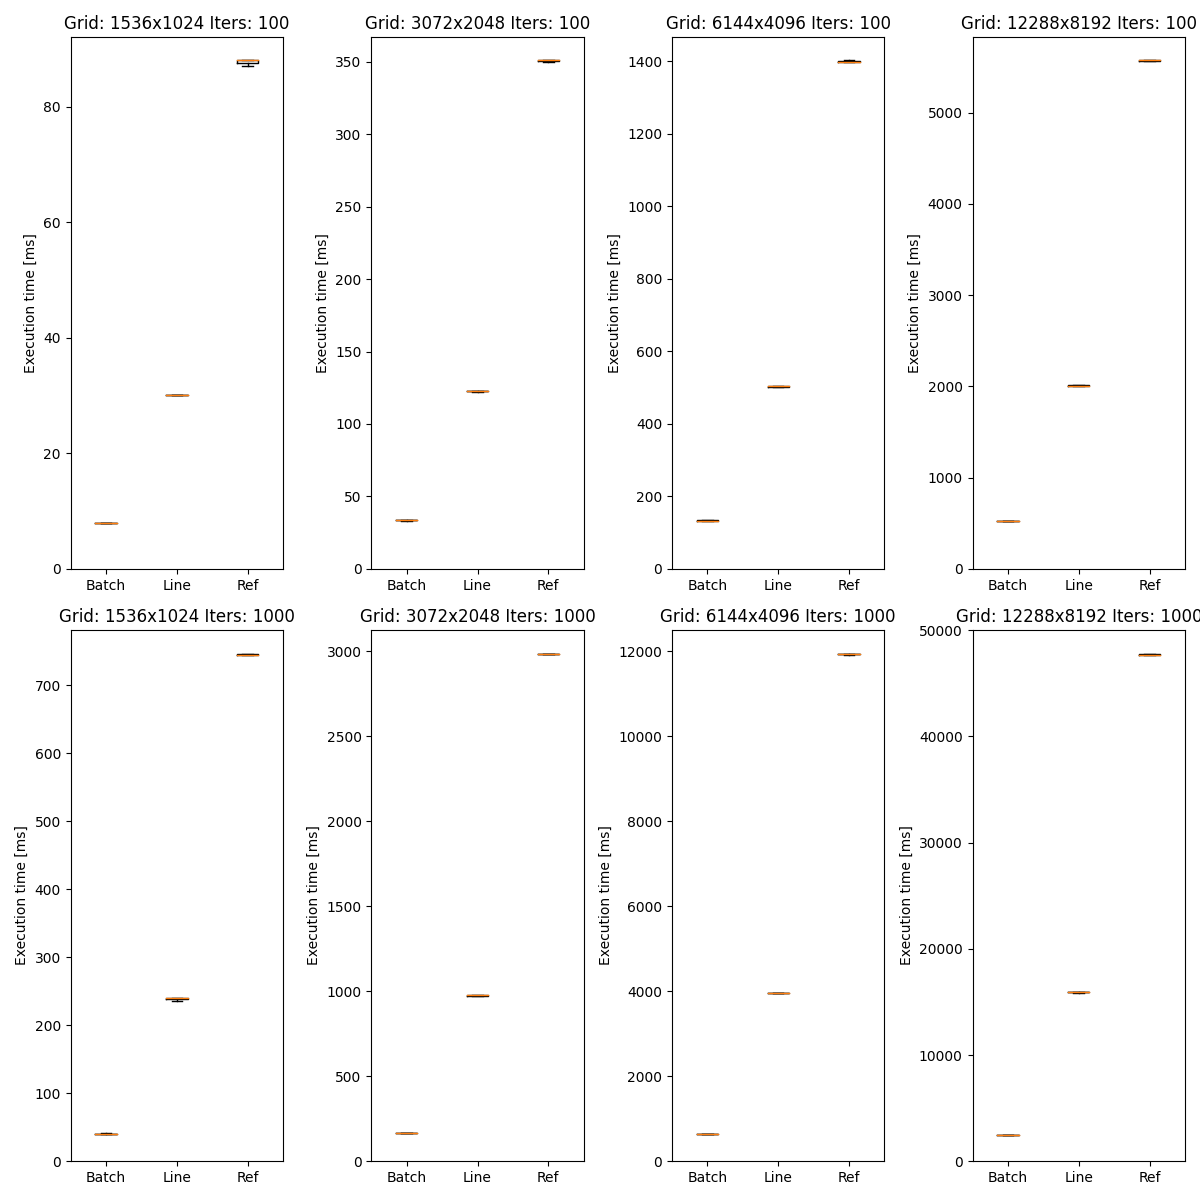 Grid: 1536x1024 Iters: 100
80
60
40
20
0
Execution time [ms]
Batch Line Ref
Grid: 3072x2048 Iters: 100
350
300
250
200
150
100
50
0
Execution time [ms]
Batch Line Ref
Grid: 6144x4096 Iters: 100
1400
1200
1000
800
600
400
200
0
Execution time [ms]
Batch Line Ref
Grid: 12288x8192 Iters: 100
5000
4000
3000
2000
1000
0
Execution time [ms]
Batch Line Ref
Grid: 1536x1024 Iters: 1000
700
600
500
400
300
200
100
0
Execution time [ms]
Batch Line Ref
Grid: 3072x2048 Iters: 1000
3000
2500
2000
1500
1000
500
0
Execution time [ms]
Batch Line Ref
Grid: 6144x4096 Iters: 1000
12000
10000
8000
6000
4000
2000
0
Execution time [ms]
Batch Line Ref
Grid: 12288x8192 Iters: 1000
50000
40000
30000
20000
10000
0
Execution time [ms]
Batch Line Ref